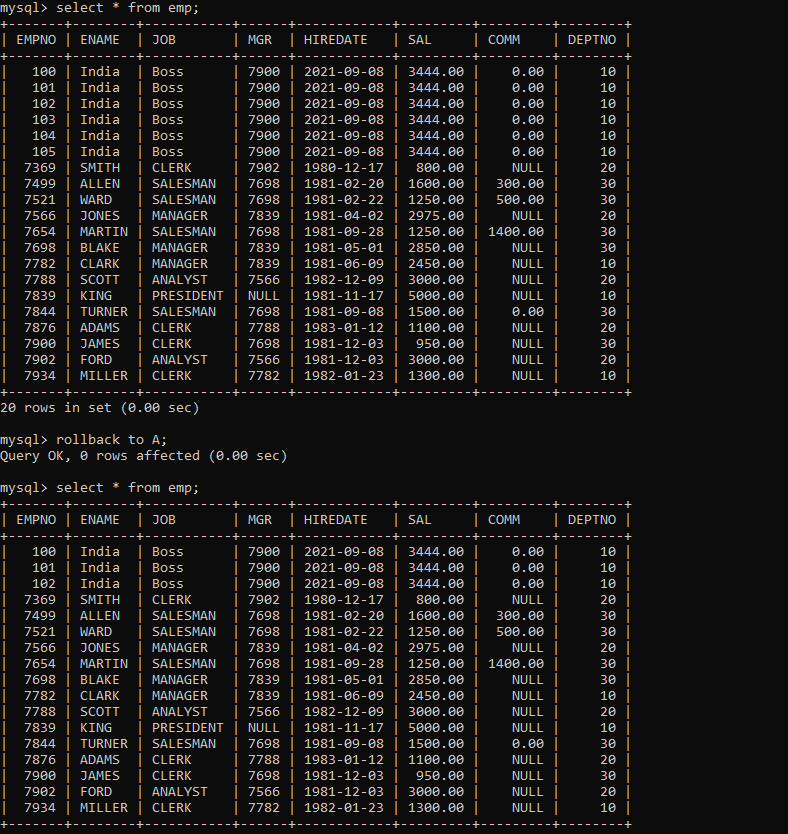 mysql> select * from emp;
+-------+--------+-----------+------+------------+---------+---------+--------+
| EMPNO | ENAME  | JOB       | MGR  | HIREDATE   | SAL     | COMM    | DEPTNO |
+-------+--------+-----------+------+------------+---------+---------+--------+
|   100 | India  | Boss      | 7900 | 2021-09-08 | 3444.00 |    0.00 |     10 |
|   101 | India  | Boss      | 7900 | 2021-09-08 | 3444.00 |    0.00 |     10 |
|   102 | India  | Boss      | 7900 | 2021-09-08 | 3444.00 |    0.00 |     10 |
|   103 | India  | Boss      | 7900 | 2021-09-08 | 3444.00 |    0.00 |     10 |
|   104 | India  | Boss      | 7900 | 2021-09-08 | 3444.00 |    0.00 |     10 |
|   105 | India  | Boss      | 7900 | 2021-09-08 | 3444.00 |    0.00 |     10 |
|  7369 | SMITH  | CLERK     | 7902 | 1980-12-17 |  800.00 |    NULL |     20 |
|  7499 | ALLEN  | SALESMAN  | 7698 | 1981-02-20 | 1600.00 |  300.00 |     30 |
|  7521 | WARD   | SALESMAN  | 7698 | 1981-02-22 | 1250.00 |  500.00 |     30 |
|  7566 | JONES  | MANAGER   | 7839 | 1981-04-02 | 2975.00 |    NULL |     20 |
|  7654 | MARTIN | SALESMAN  | 7698 | 1981-09-28 | 1250.00 | 1400.00 |     30 |
|  7698 | BLAKE  | MANAGER   | 7839 | 1981-05-01 | 2850.00 |    NULL |     30 |
|  7782 | CLARK  | MANAGER   | 7839 | 1981-06-09 | 2450.00 |    NULL |     10 |
|  7788 | SCOTT  | ANALYST   | 7566 | 1982-12-09 | 3000.00 |    NULL |     20 |
|  7839 | KING   | PRESIDENT | NULL | 1981-11-17 | 5000.00 |    NULL |     10 |
|  7844 | TURNER | SALESMAN  | 7698 | 1981-09-08 | 1500.00 |    0.00 |     30 |
|  7876 | ADAMS  | CLERK     | 7788 | 1983-01-12 | 1100.00 |    NULL |     20 |
|  7900 | JAMES  | CLERK     | 7698 | 1981-12-03 |  950.00 |    NULL |     30 |
|  7902 | FORD   | ANALYST   | 7566 | 1981-12-03 | 3000.00 |    NULL |     20 |
|  7934 | MILLER | CLERK     | 7782 | 1982-01-23 | 1300.00 |    NULL |     10 |
+-------+--------+-----------+------+------------+---------+---------+--------+
20 rows in set (0.00 sec)
mysql> rollback to A;
Query OK, 0 rows affected (0.00 sec)
mysql> select * from emp;
+-------+--------+-----------+------+------------+---------+---------+--------+
| EMPNO | ENAME  | JOB       | MGR  | HIREDATE   | SAL     | COMM    | DEPTNO |
+-------+--------+-----------+------+------------+---------+---------+--------+
|   100 | India  | Boss      | 7900 | 2021-09-08 | 3444.00 |    0.00 |     10 |
|   101 | India  | Boss      | 7900 | 2021-09-08 | 3444.00 |    0.00 |     10 |
|   102 | India  | Boss      | 7900 | 2021-09-08 | 3444.00 |    0.00 |     10 |
|  7369 | SMITH  | CLERK     | 7902 | 1980-12-17 |  800.00 |    NULL |     20 |
|  7499 | ALLEN  | SALESMAN  | 7698 | 1981-02-20 | 1600.00 |  300.00 |     30 |
|  7521 | WARD   | SALESMAN  | 7698 | 1981-02-22 | 1250.00 |  500.00 |     30 |
|  7566 | JONES  | MANAGER   | 7839 | 1981-04-02 | 2975.00 |    NULL |     20 |
|  7654 | MARTIN | SALESMAN  | 7698 | 1981-09-28 | 1250.00 | 1400.00 |     30 |
|  7698 | BLAKE  | MANAGER   | 7839 | 1981-05-01 | 2850.00 |    NULL |     30 |
|  7782 | CLARK  | MANAGER   | 7839 | 1981-06-09 | 2450.00 |    NULL |     10 |
|  7788 | SCOTT  | ANALYST   | 7566 | 1982-12-09 | 3000.00 |    NULL |     20 |
|  7839 | KING   | PRESIDENT | NULL | 1981-11-17 | 5000.00 |    NULL |     10 |
|  7844 | TURNER | SALESMAN  | 7698 | 1981-09-08 | 1500.00 |    0.00 |     30 |
|  7876 | ADAMS  | CLERK     | 7788 | 1983-01-12 | 1100.00 |    NULL |     20 |
|  7900 | JAMES  | CLERK     | 7698 | 1981-12-03 |  950.00 |    NULL |     30 |
|  7902 | FORD   | ANALYST   | 7566 | 1981-12-03 | 3000.00 |    NULL |     20 |
|  7934 | MILLER | CLERK     | 7782 | 1982-01-23 | 1300.00 |    NULL |     10 |
+-------+--------+-----------+------+------------+---------+---------+--------+